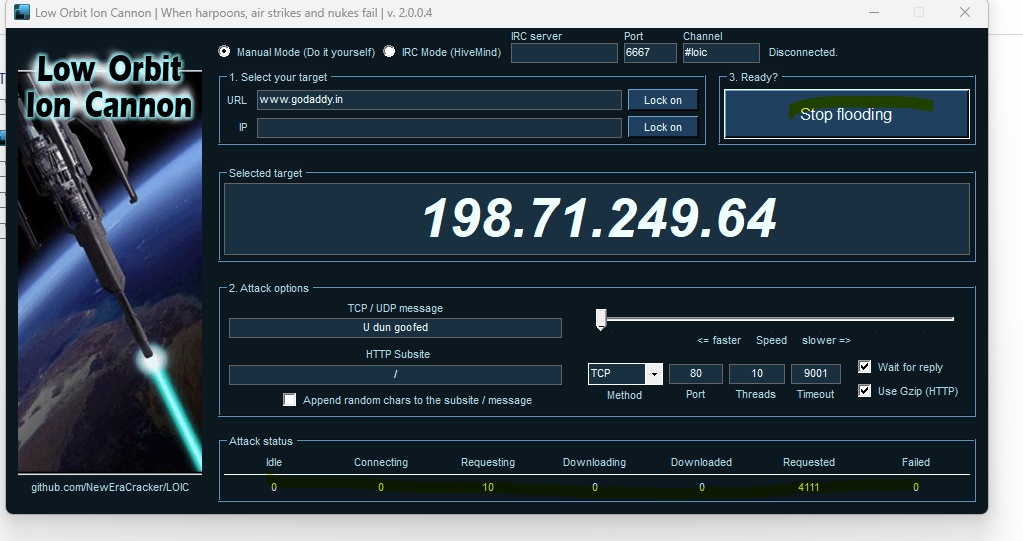 Low Orbit Ion Cannon | When harpoons, air strikes and nukes fail | v. 2.0.0.4
Low Orbit
Ion Cannon
Manual Mode (Do it yourself) IRC Mode (HiveMind)
IRC server Port Channel
6667 #loic Disconnected.
1. Select your target
URL www.godaddy.in Lock on
IP Lock on
3. Ready?
Stop flooding
Selected target
198.71.249.64
2. Attack options
TCP / UDP message
U dun goofed
<= faster Speed slower =>
HTTP Subsite
/
Append random chars to the subsite / message
TCP 80 10 9001
Method Port Threads Timeout
Wait for reply
Use Gzip (HTTP)
Attack status
Idle Connecting Requesting Downloading Downloaded Requested Failed
0 0 10 0 0 4111 0
github.com/NewEraCracker/LOIC